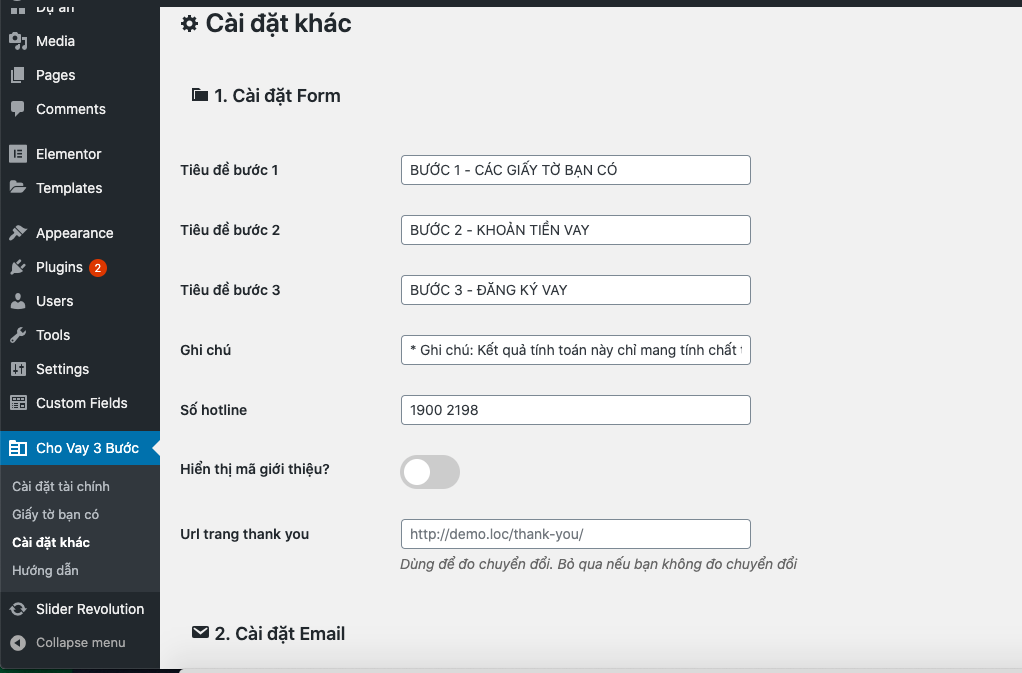 Dự án
Media
Pages
Comments
Elementor
Templates
Appearance
Plugins 2
Users
Tools
Settings
Custom Fields
Cho Vay 3 Bước
Cài đặt tài chính
Giấy tờ bạn có
Cài đặt khác
Hướng dẫn
Slider Revolution
Collapse menu
Cài đặt khác
1. Cài đặt Form
Tiêu đề bước 1
BƯỚC 1 - CÁC GIẤY TỜ BẠN CÓ
Tiêu đề bước 2
BƯỚC 2 - KHOẢN TIỀN VAY
Tiêu đề bước 3
BƯỚC 3 - ĐĂNG KÝ VAY
Ghi chú
* Ghi chú: Kết quả tính toán này chỉ mang tính chất
Số hotline
1900 2198
Hiển thị mã giới thiệu?
Url trang thank you
http://demo.loc/thank-you/
Dùng để đo chuyển đổi. Bỏ qua nếu bạn không đo chuyển đổi
2. Cài đặt Email